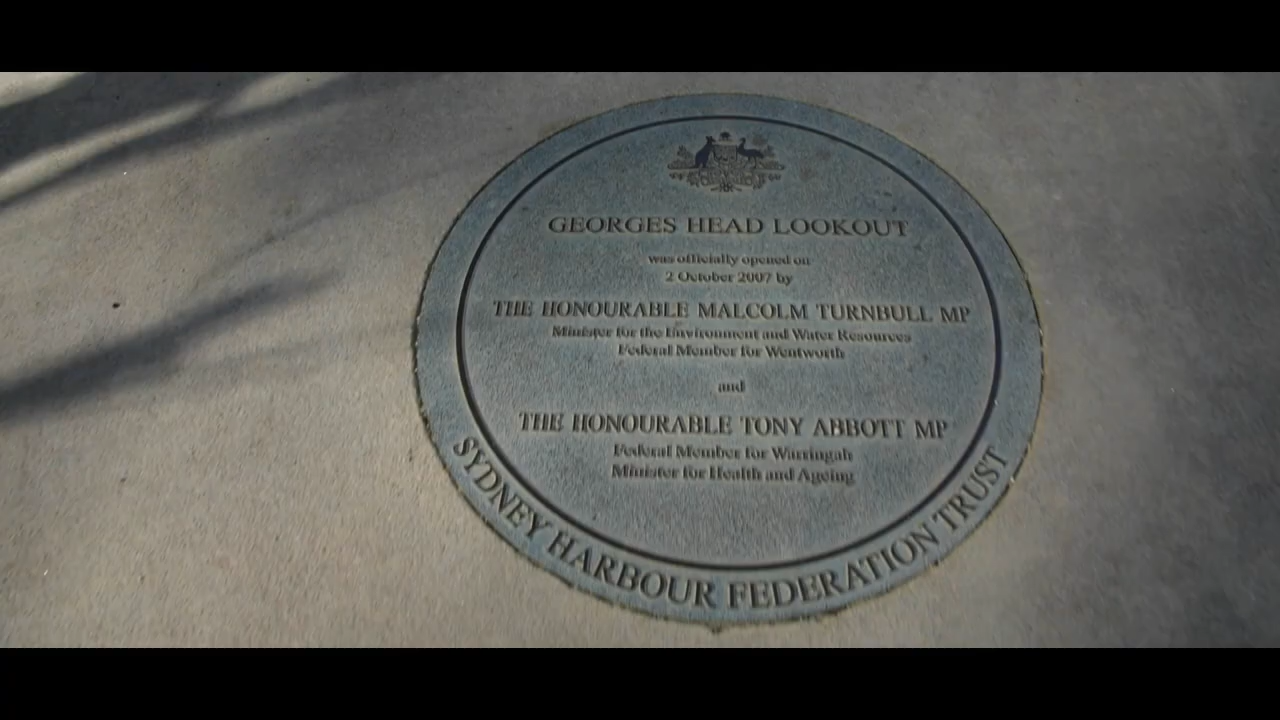 GEORGES HEAD LOOKOUT
was officially opened on
2 October 2007 by
THE HONOURABLE MALCOLM TURNBULL MP
Minister for the Environment and Water Resources
Federal Member for Wentworth
and
THE HONOURABLE TONY ABBOTT MP
Federal Member for Warringah
Minister for Health and Ageing
SYDNEY HARBOUR FEDERATION TRUST